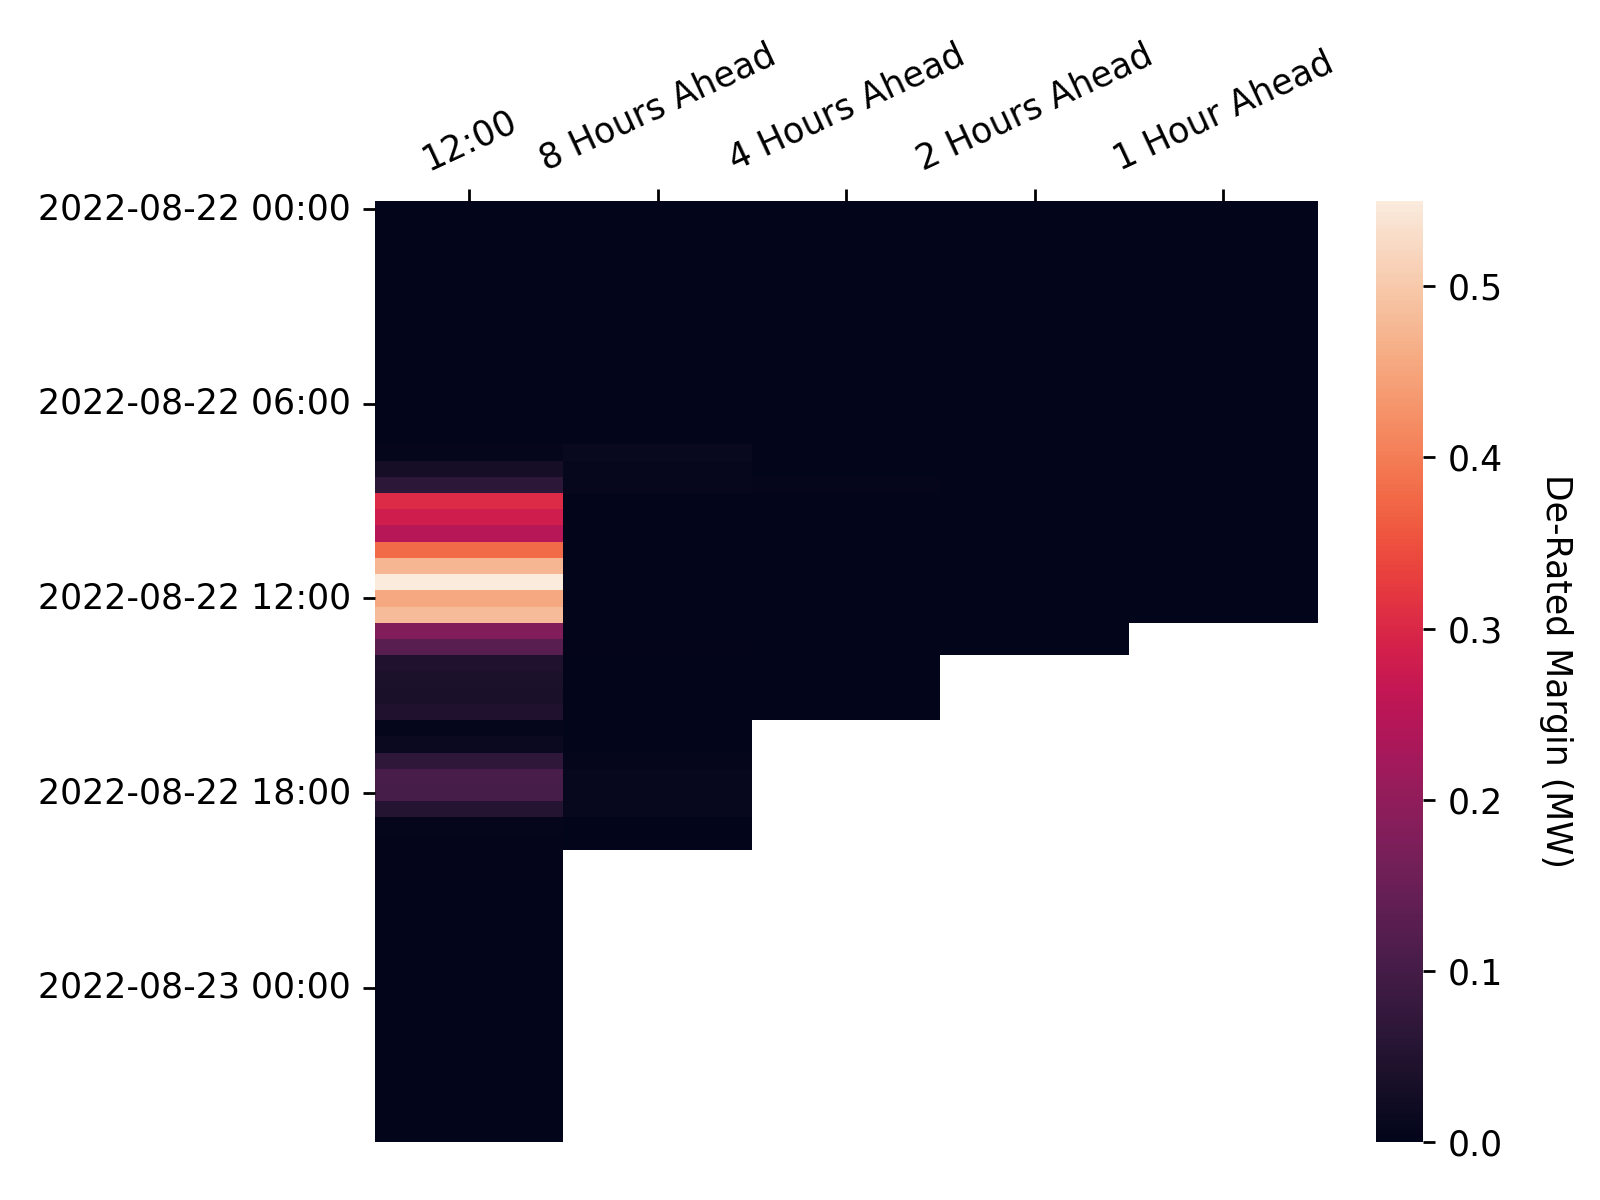 12:00
8 Hours Ahead
4 Hours Ahead
2 Hours Ahead
1 Hour Ahead
2022-08-22 00:00
2022-08-22 06:00
2022-08-22 12:00
2022-08-22 18:00
2022-08-23 00:00
0.5
0.4
0.3
0.2
0.1
0.0
De-Rated Margin (MW)